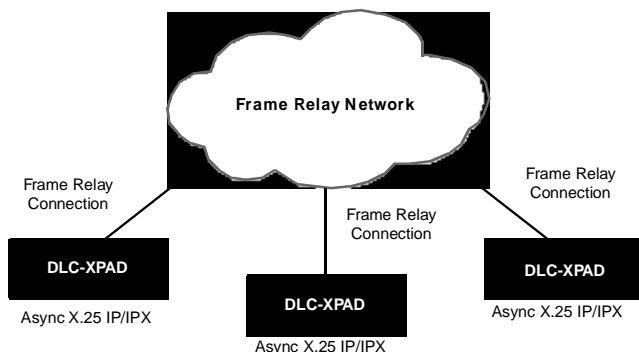 Frame Relay Network
Frame Relay
Connection
Frame Relay
Connection
Frame Relay
Connection
DLC-XPAD
Async X.25 IP/IPX
DLC-XPAD
Async X.25 IP/IPX
DLC-XPAD
Async X.25 IP/IPX